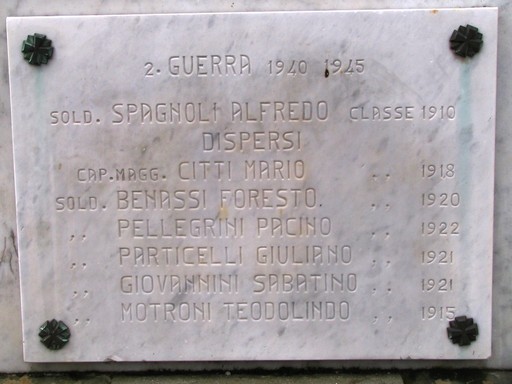 2. GUERRA 1940 1945
SOLD. SPAGNOLI ALFREDO CLASSE 1910
DISPERSI
CAP.MAGG. CITTI MARIO ,, 1918
SOLD. BENASSI FORESTO. ,, 1920
,, PELLEGRINI PACINO ,, 1922
,, PARTICELLI GIULIANO ,, 1921
,, GIOVANNINI SABATINO ,, 1921
,, MOTRONI TEODOLINDO ,, 1915